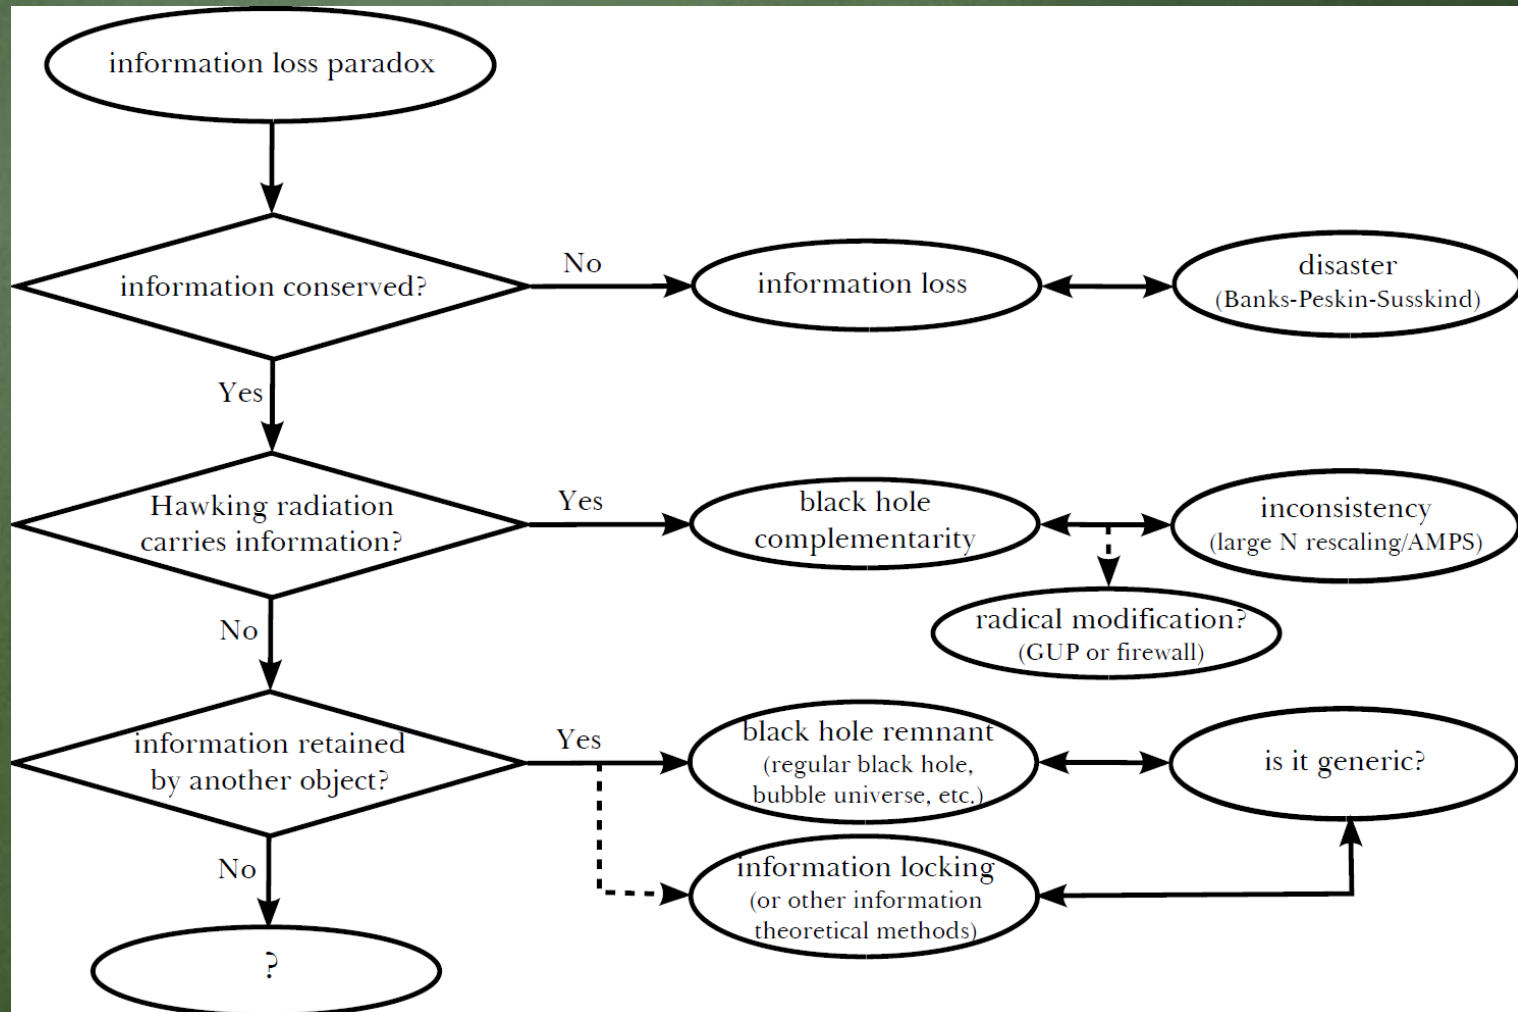 information loss paradox
information conserved?
No
information loss
disaster
(Banks-Peskin-Susskind)
Yes
Hawking radiation
carries information?
Yes
black hole
complementarity
inconsistency
(large N rescaling/AMPS)
radical modification?
(GUP or firewall)
No
information retained
by another object?
Yes
black hole remnant
(regular black hole,
bubble universe, etc.)
is it generic?
information locking
(or other information
theoretical methods)
No
?